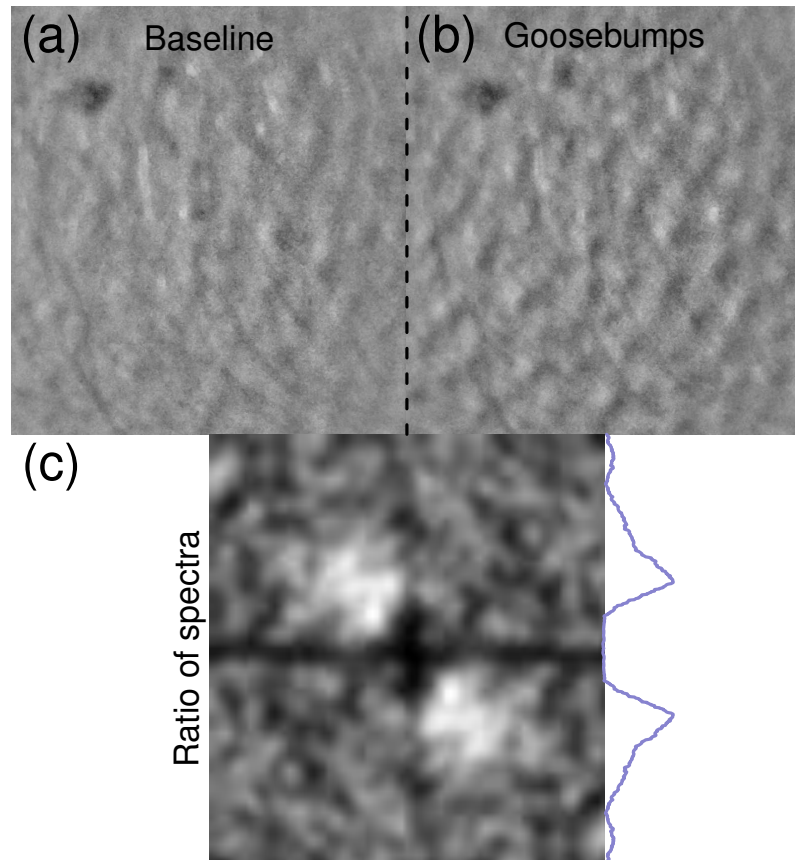 (a)
Baseline
(b)
Goosebumps
(c)
Ratio of spectra